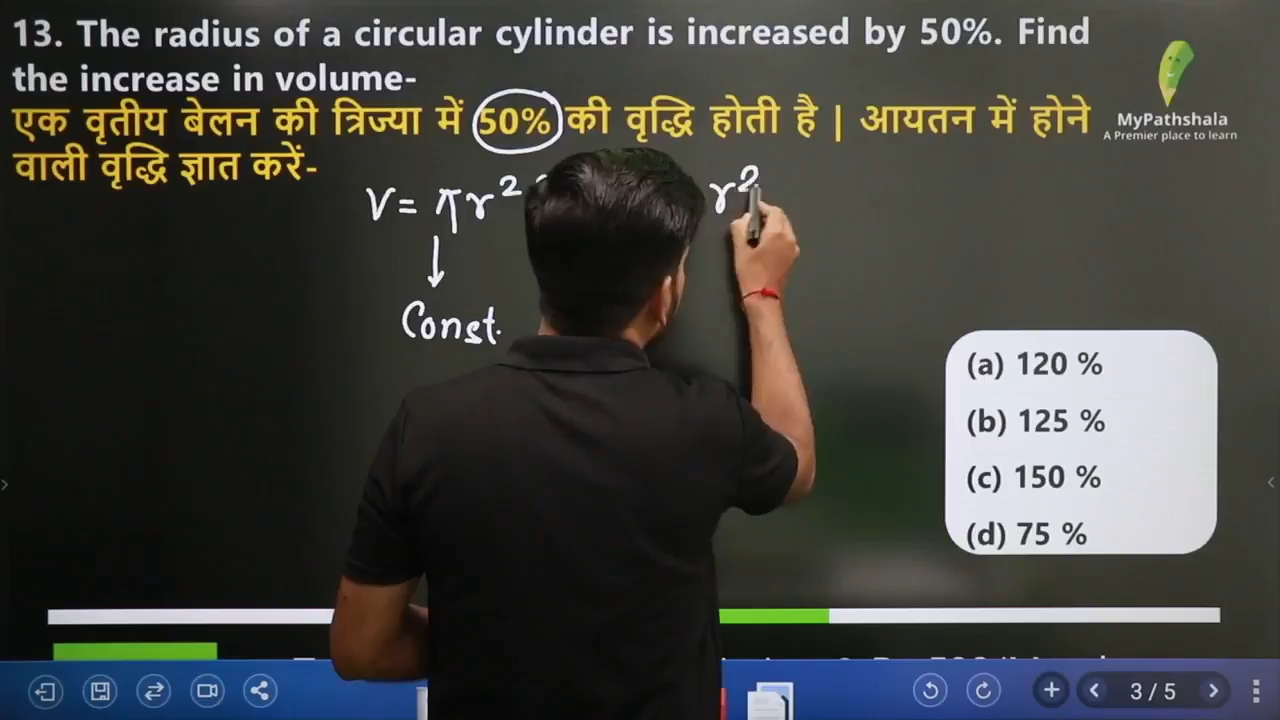 13. The radius of a circular cylinder is increased by 50%. Find
the increase in volume-
एक वृतीय बेलन की त्रिज्या में 50% की वृद्धि होती है | आयतन में होने
वाली वृद्धि ज्ञात करें-
MyPathshala
A Premier place to learn
V = πr²
r²
Const.
(a) 120 %
(b) 125 %
(c) 150 %
(d) 75 %
3 / 5